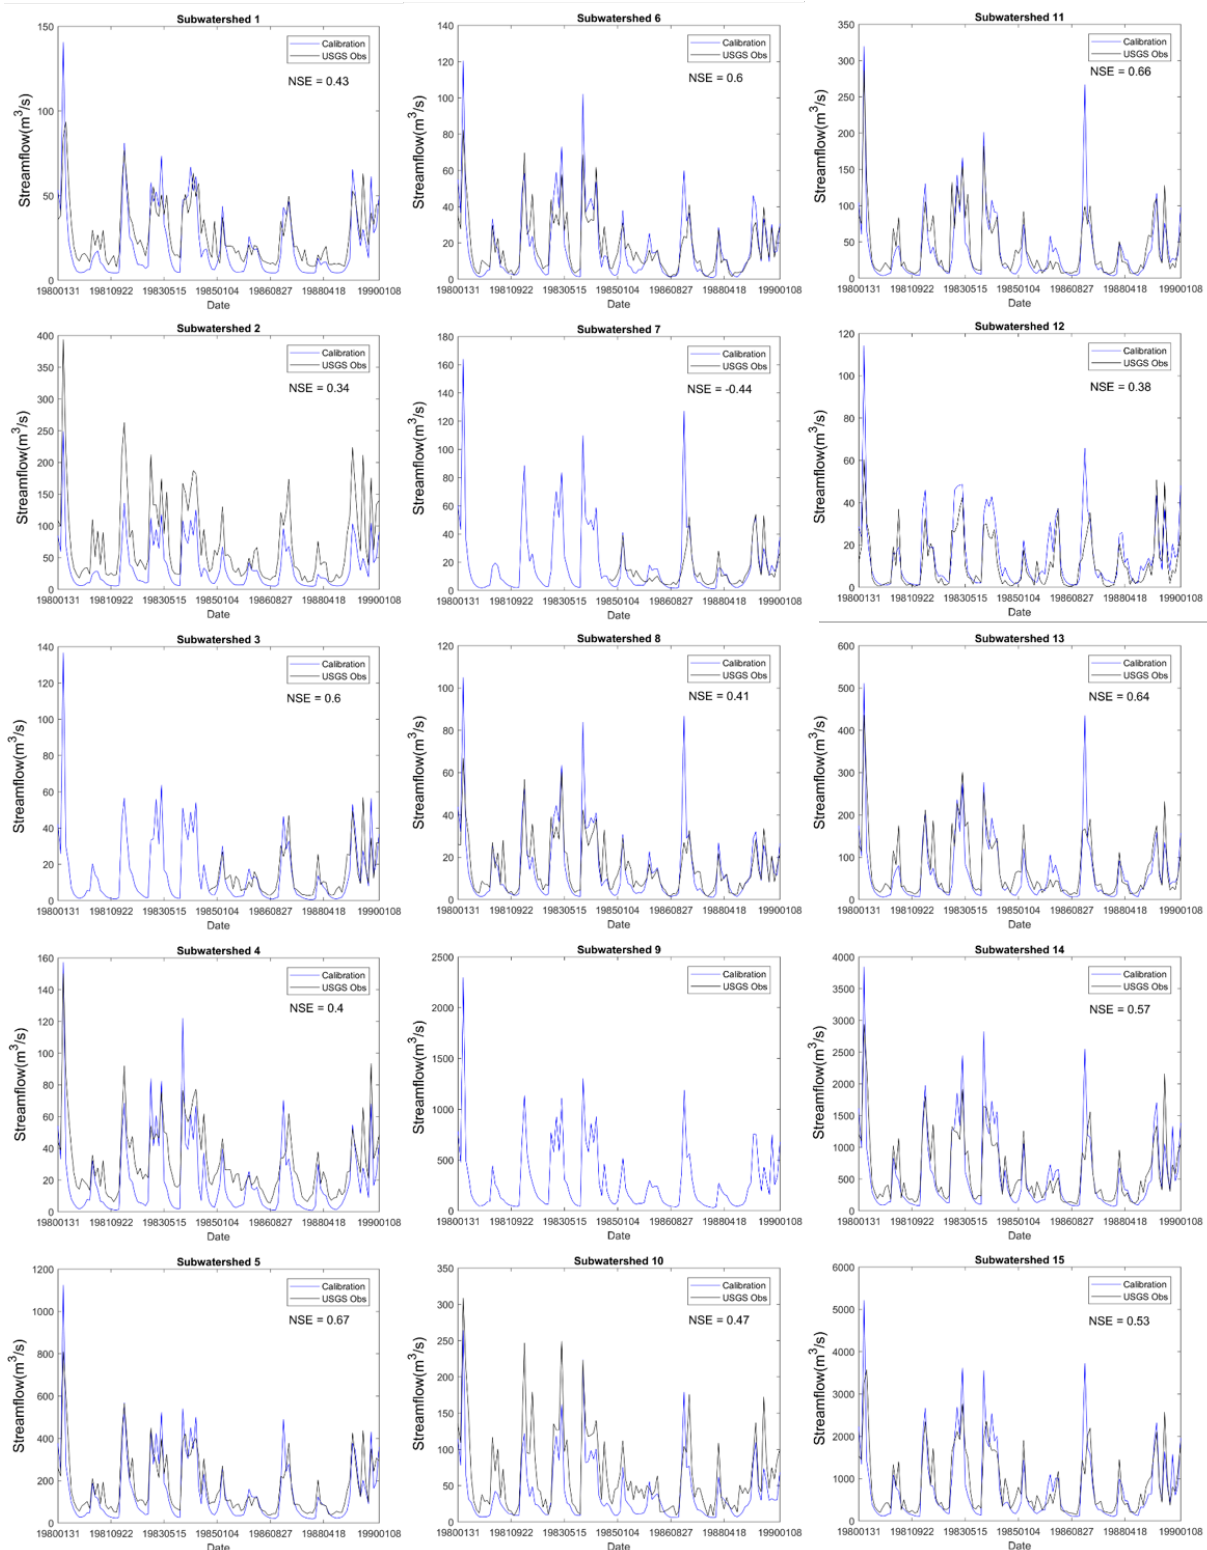 Subwatershed 1
150
100
50
0
Streamflow(m³/s)
Calibration
USGS Obs
NSE = 0.43
19800131 19810922 19830515 19850104 19860827 19880418 19900108
Date
Subwatershed 6
140
120
100
80
60
40
20
0
Streamflow(m³/s)
Calibration
USGS Obs
NSE = 0.6
19800131 19810922 19830515 19850104 19860827 19880418 19900108
Date
Subwatershed 11
350
300
250
200
150
100
50
0
Streamflow(m³/s)
Calibration
USGS Obs
NSE = 0.66
19800131 19810922 19830515 19850104 19860827 19880418 19900108
Date
Subwatershed 2
400
350
300
250
200
150
100
50
0
Streamflow(m³/s)
Calibration
USGS Obs
NSE = 0.34
19800131 19810922 19830515 19850104 19860827 19880418 19900108
Date
Subwatershed 7
180
160
140
120
100
80
60
40
20
0
Streamflow(m³/s)
Calibration
USGS Obs
NSE = -0.44
19800131 19810922 19830515 19850104 19860827 19880418 19900108
Date
Subwatershed 12
120
100
80
60
40
20
0
Streamflow(m³/s)
Calibration
USGS Obs
NSE = 0.38
19800131 19810922 19830515 19850104 19860827 19880418 19900108
Date
Subwatershed 3
140
120
100
80
60
40
20
0
Streamflow(m³/s)
Calibration
USGS Obs
NSE = 0.6
19800131 19810922 19830515 19850104 19860827 19880418 19900108
Date
Subwatershed 8
120
100
80
60
40
20
0
Streamflow(m³/s)
Calibration
USGS Obs
NSE = 0.41
19800131 19810922 19830515 19850104 19860827 19880418 19900108
Date
Subwatershed 13
600
500
400
300
200
100
0
Streamflow(m³/s)
Calibration
USGS Obs
NSE = 0.64
19800131 19810922 19830515 19850104 19860827 19880418 19900108
Date
Subwatershed 4
160
140
120
100
80
60
40
20
0
Streamflow(m³/s)
Calibration
USGS Obs
NSE = 0.4
19800131 19810922 19830515 19850104 19860827 19880418 19900108
Date
Subwatershed 9
2500
2000
1500
1000
500
0
Streamflow(m³/s)
Calibration
USGS Obs
19800131 19810922 19830515 19850104 19860827 19880418 19900108
Date
Subwatershed 14
4000
3500
3000
2500
2000
1500
1000
500
0
Streamflow(m³/s)
Calibration
USGS Obs
NSE = 0.57
19800131 19810922 19830515 19850104 19860827 19880418 19900108
Date
Subwatershed 5
1200
1000
800
600
400
200
0
Streamflow(m³/s)
Calibration
USGS Obs
NSE = 0.67
19800131 19810922 19830515 19850104 19860827 19880418 19900108
Date
Subwatershed 10
350
300
250
200
150
100
50
0
Streamflow(m³/s)
Calibration
USGS Obs
NSE = 0.47
19800131 19810922 19830515 19850104 19860827 19880418 19900108
Date
Subwatershed 15
6000
5000
4000
3000
2000
1000
0
Streamflow(m³/s)
Calibration
USGS Obs
NSE = 0.53
19800131 19810922 19830515 19850104 19860827 19880418 19900108
Date